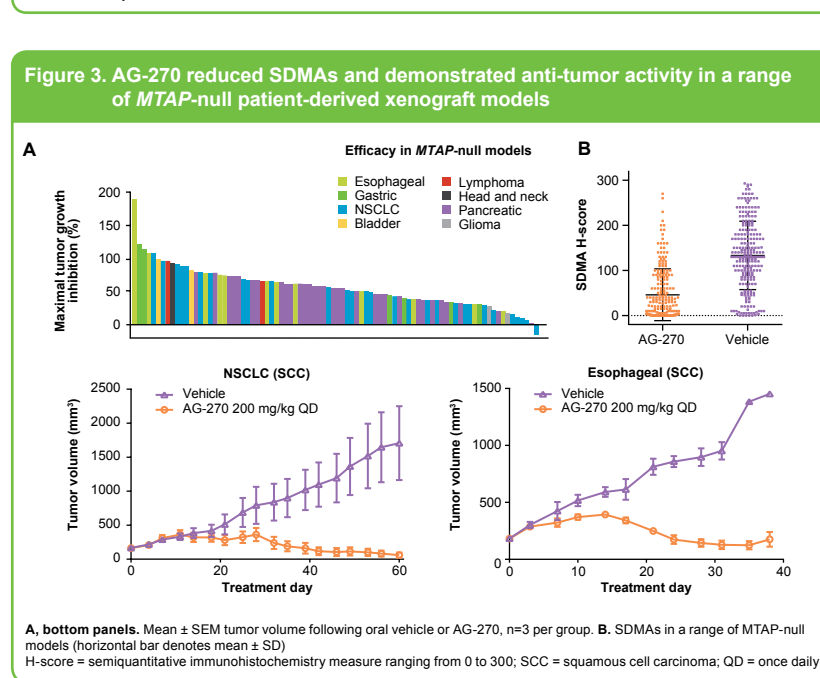 Figure 3. AG-270 reduced SDMAs and demonstrated anti-tumor activity in a range
of MTAP-null patient-derived xenograft models
A
Efficacy in MTAP-null models
Esophageal
Gastric
NSCLC
Bladder
Lymphoma
Head and neck
Pancreatic
Glioma
Maximal tumor growth
inhibition (%)
200
150
100
50
0
B
SDMA H-score
300
200
100
0
AG-270
Vehicle
NSCLC (SCC)
Vehicle
AG-270 200 mg/kg QD
Tumor volume (mm³)
2500
2000
1500
1000
500
0
0
20
40
60
Treatment day
Esophageal (SCC)
Vehicle
AG-270 200 mg/kg QD
Tumor volume (mm³)
1500
1000
500
0
0
10
20
30
40
Treatment day
A, bottom panels. Mean ± SEM tumor volume following oral vehicle or AG-270, n=3 per group. B. SDMAs in a range of MTAP-null
models (horizontal bar denotes mean ± SD)
H-score = semiquantitative immunohistochemistry measure ranging from 0 to 300; SCC = squamous cell carcinoma; QD = once daily